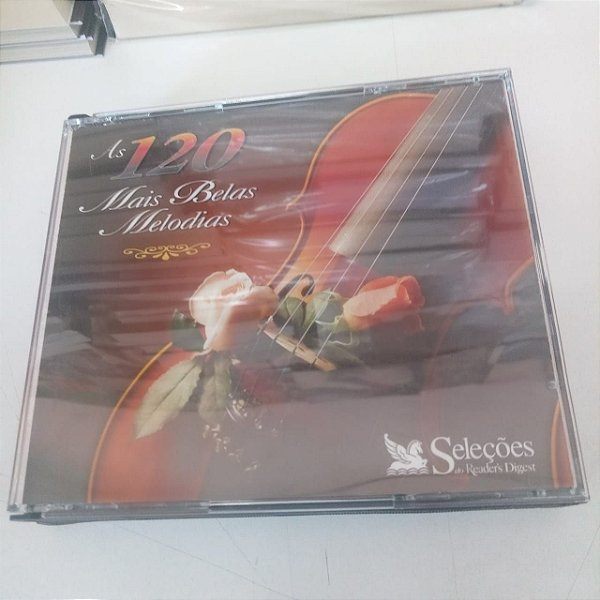 As 120
Mais Belas
Melodias
Seleções
do Reader's Digest